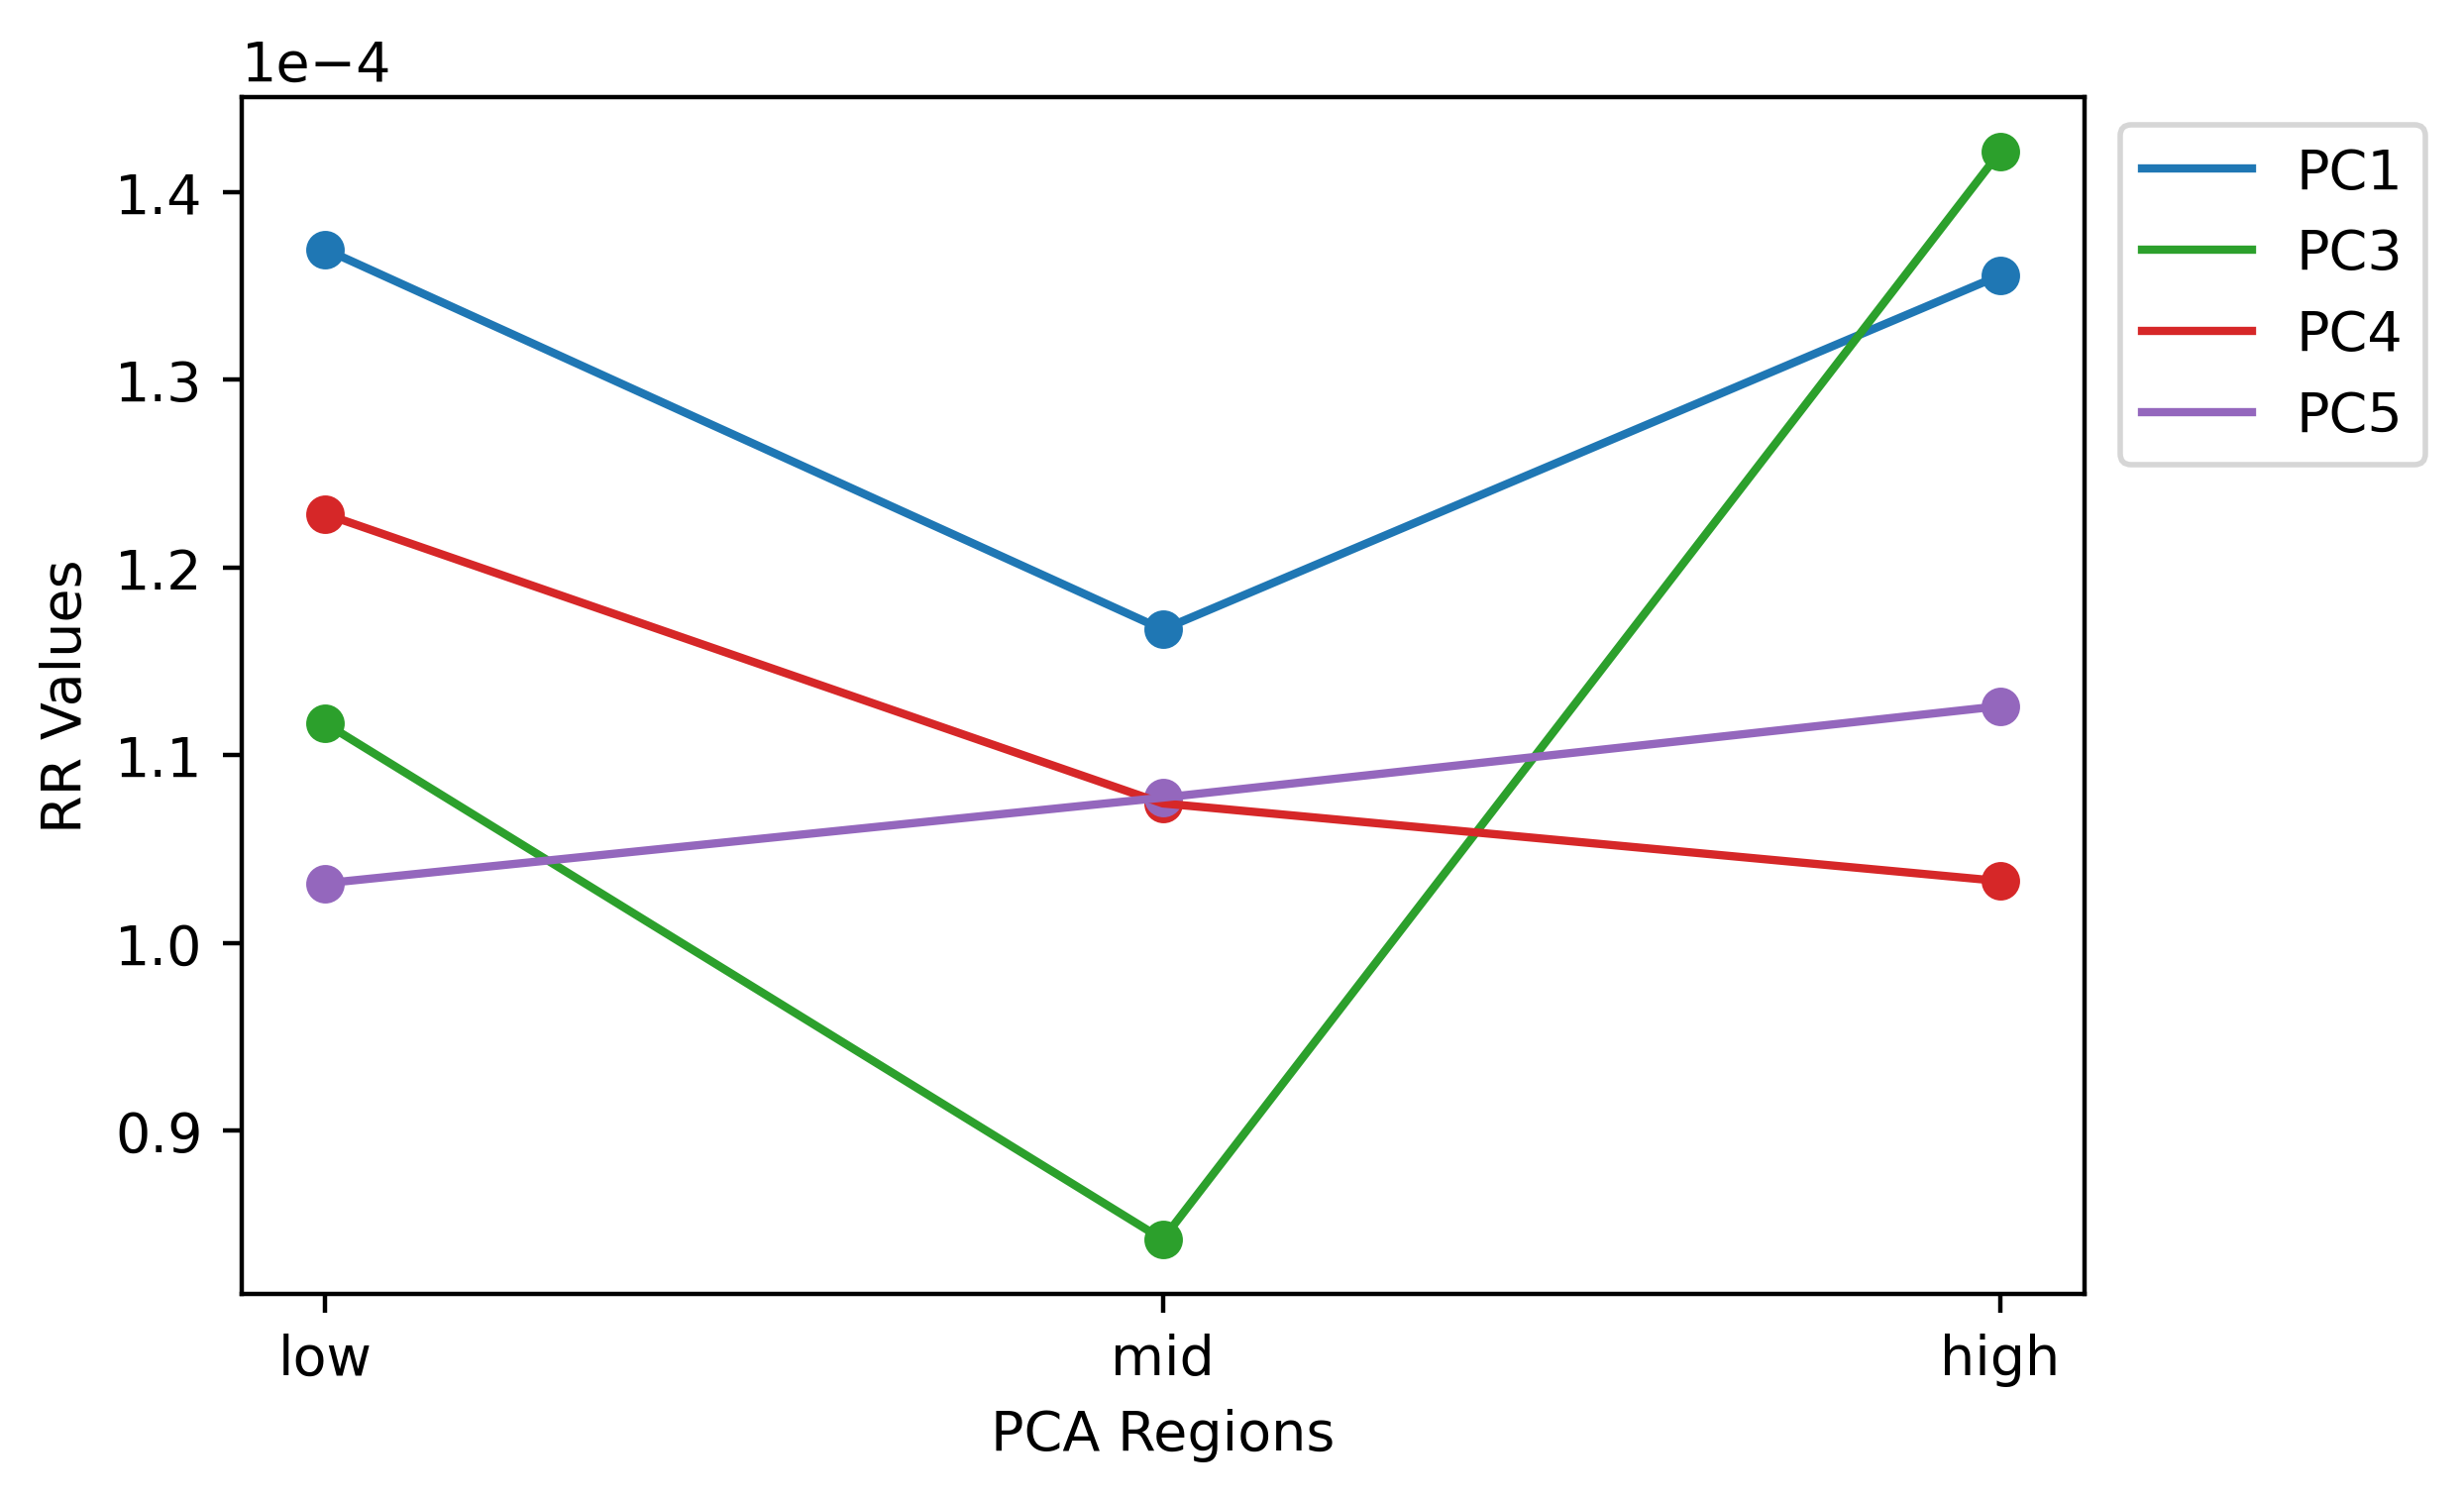 1e−4
1.4
1.3
1.2
1.1
1.0
0.9
RR Values
low mid high
PCA Regions
PC1
PC3
PC4
PC5